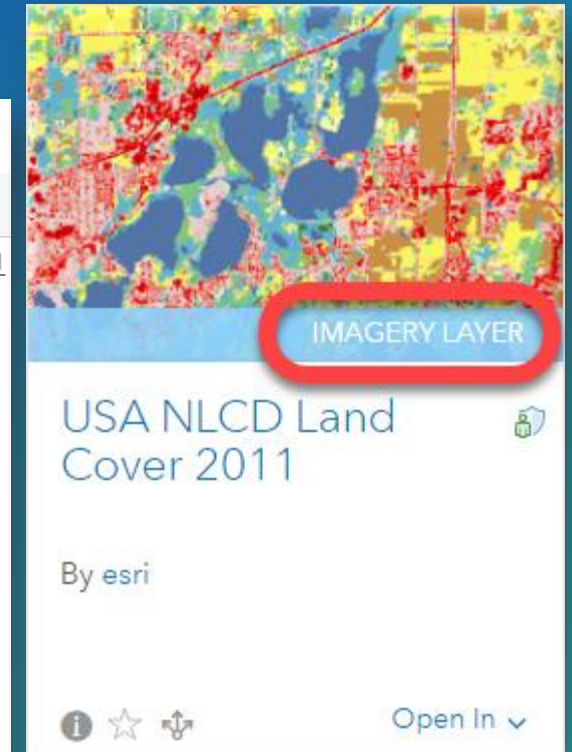 IMAGERY LAYER
USA NLCD Land
Cover 2011
By esri
Open In